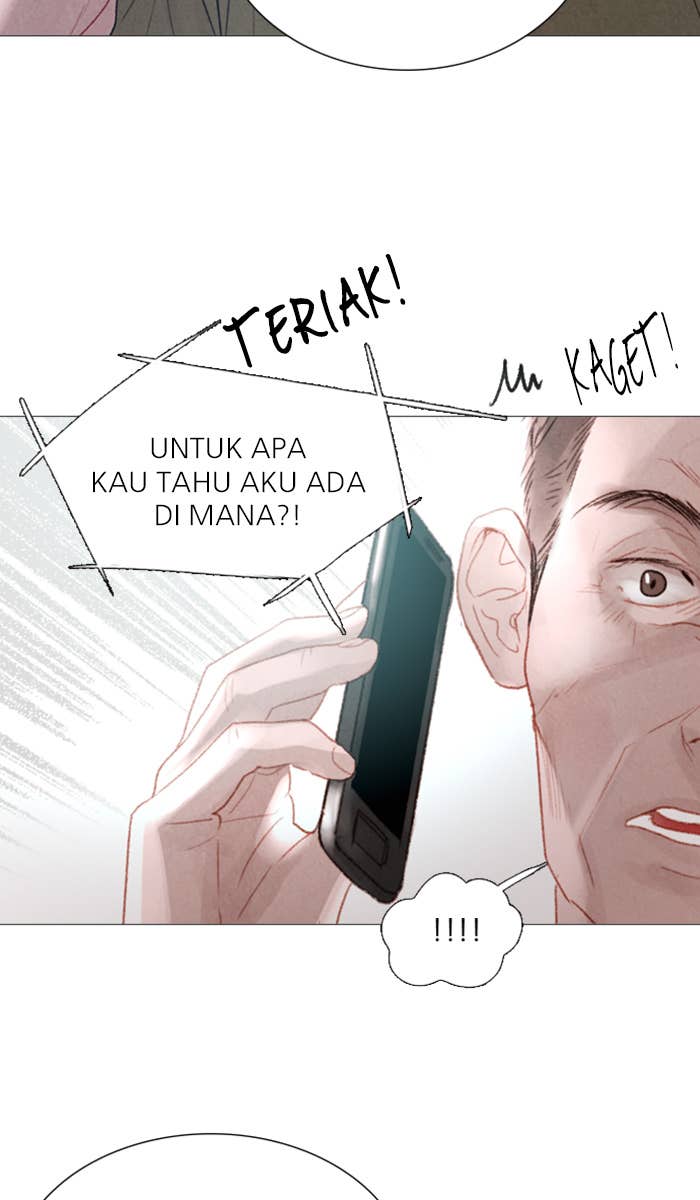 TERIAK!
KAGET!
UNTUK APA
KAU TAHU AKU ADA
DI MANA?!
!!!!